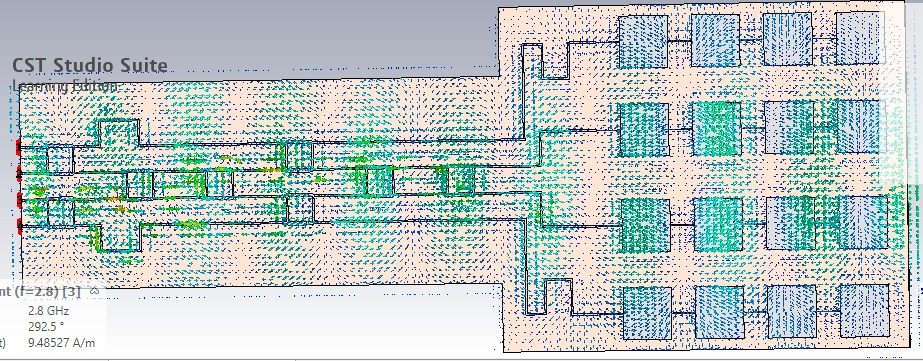 CST Studio Suite
Learning Edition
nt (f=2.8) [3]
2.8 GHz
292.5 °
t) 9.48527 A/m